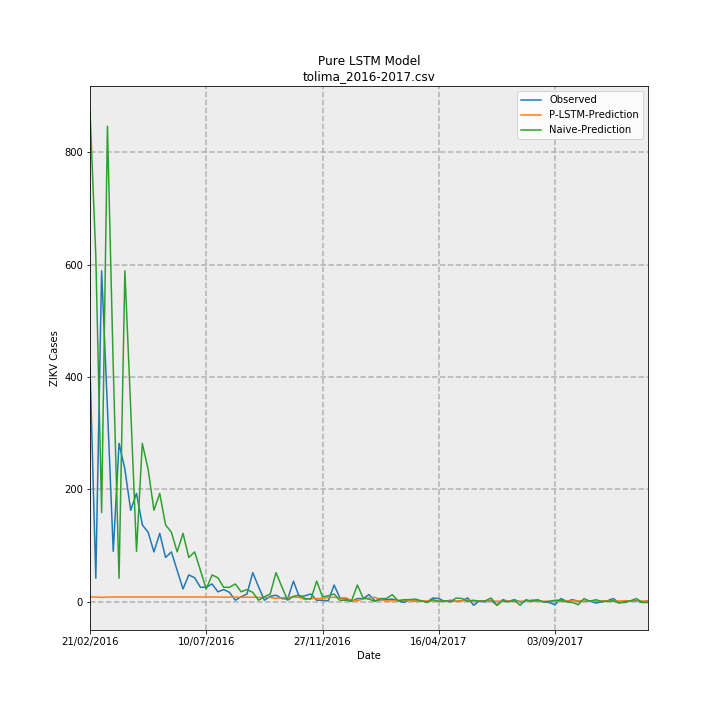 Pure LSTM Model
tolima_2016-2017.csv
Observed
P-LSTM-Prediction
Naive-Prediction
800
600
400
200
0
ZIKV Cases
21/02/2016
10/07/2016
27/11/2016
16/04/2017
03/09/2017
Date